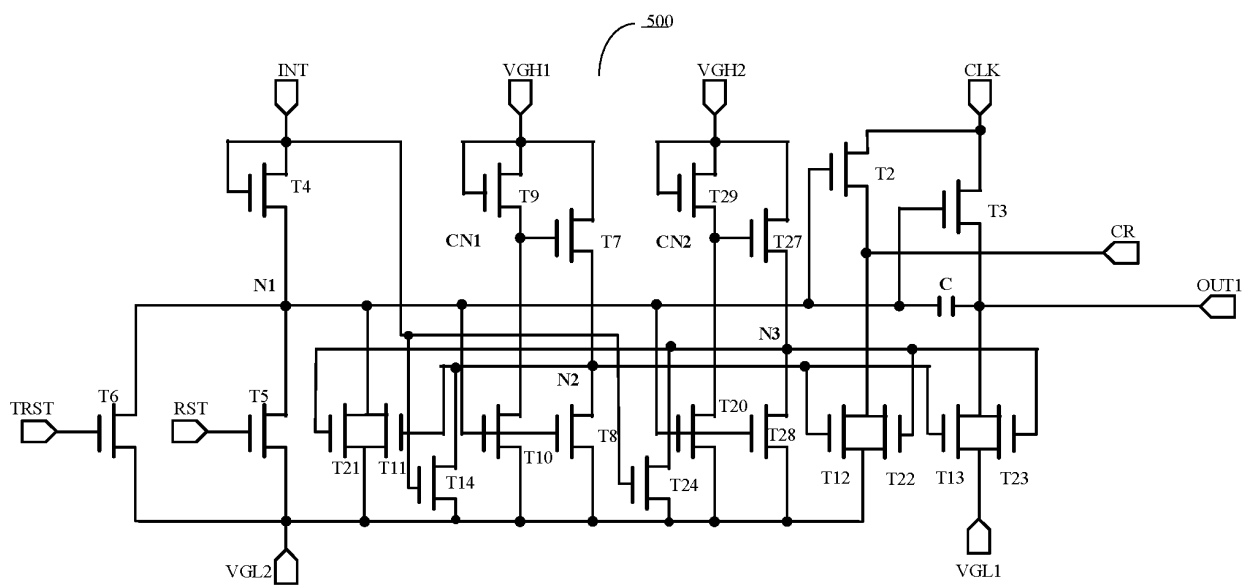 500
INT
VGH1
VGH2
CLK
T4
T9
T29
T2
T3
CN1
T7
CN2
T27
CR
N1
C
OUT1
N3
N2
TRST
T6
RST
T5
T21
T11
T14
T10
T8
T20
T28
T24
T12
T22
T13
T23
VGL2
VGL1